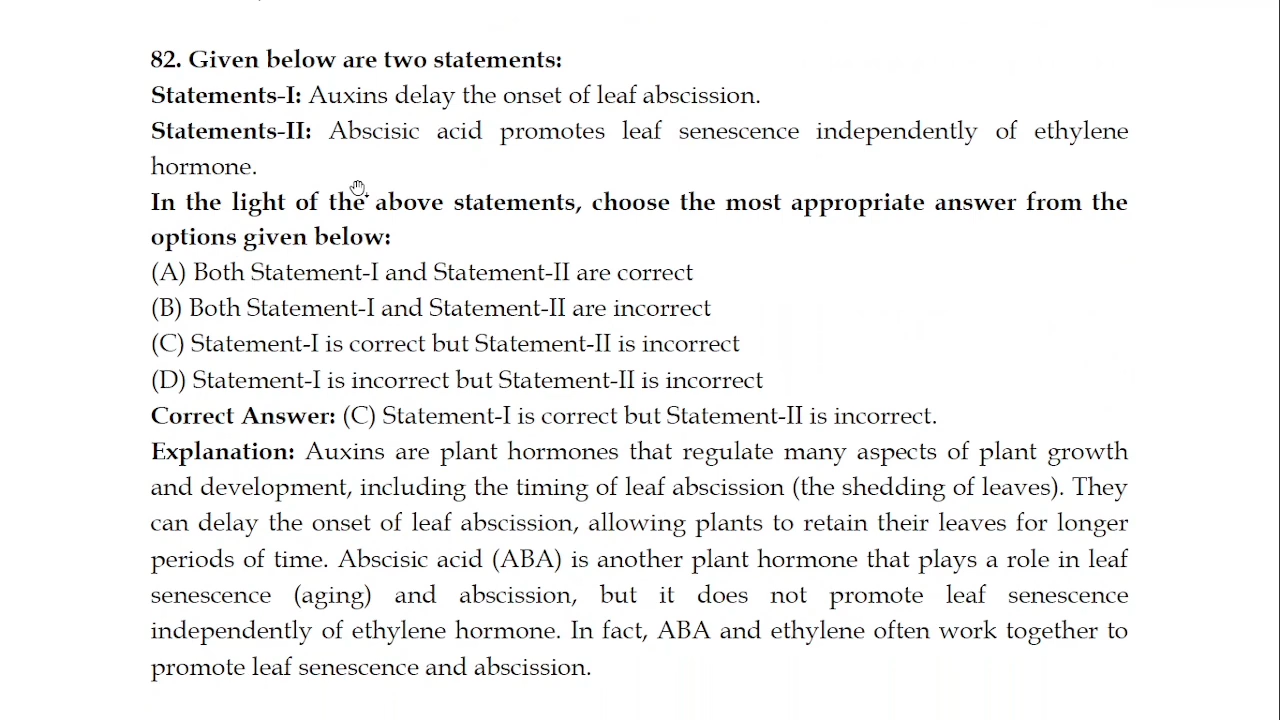 82. Given below are two statements:
Statements-I: Auxins delay the onset of leaf abscission.
Statements-II: Abscisic acid promotes leaf senescence independently of ethylene
hormone.
In the light of the above statements, choose the most appropriate answer from the
options given below:
(A) Both Statement-I and Statement-II are correct
(B) Both Statement-I and Statement-II are incorrect
(C) Statement-I is correct but Statement-II is incorrect
(D) Statement-I is incorrect but Statement-II is incorrect
Correct Answer: (C) Statement-I is correct but Statement-II is incorrect.
Explanation: Auxins are plant hormones that regulate many aspects of plant growth
and development, including the timing of leaf abscission (the shedding of leaves). They
can delay the onset of leaf abscission, allowing plants to retain their leaves for longer
periods of time. Abscisic acid (ABA) is another plant hormone that plays a role in leaf
senescence (aging) and abscission, but it does not promote leaf senescence
independently of ethylene hormone. In fact, ABA and ethylene often work together to
promote leaf senescence and abscission.